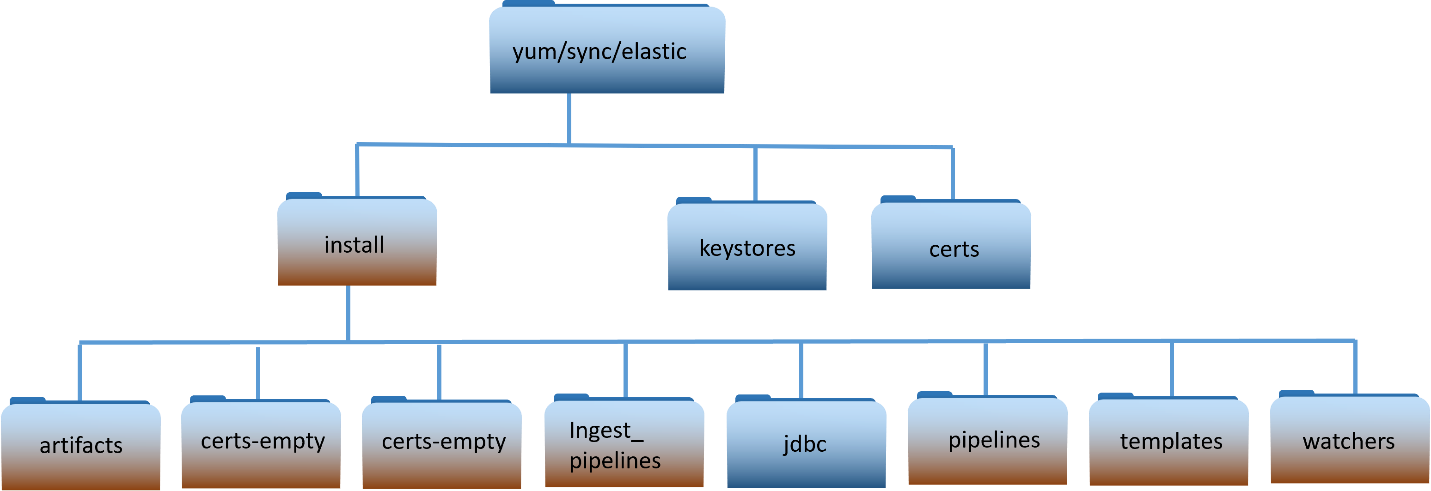 yum/sync/elastic
install
keystores
certs
artifacts
certs-empty
certs-empty
Ingest_
pipelines
jdbc
pipelines
templates
watchers